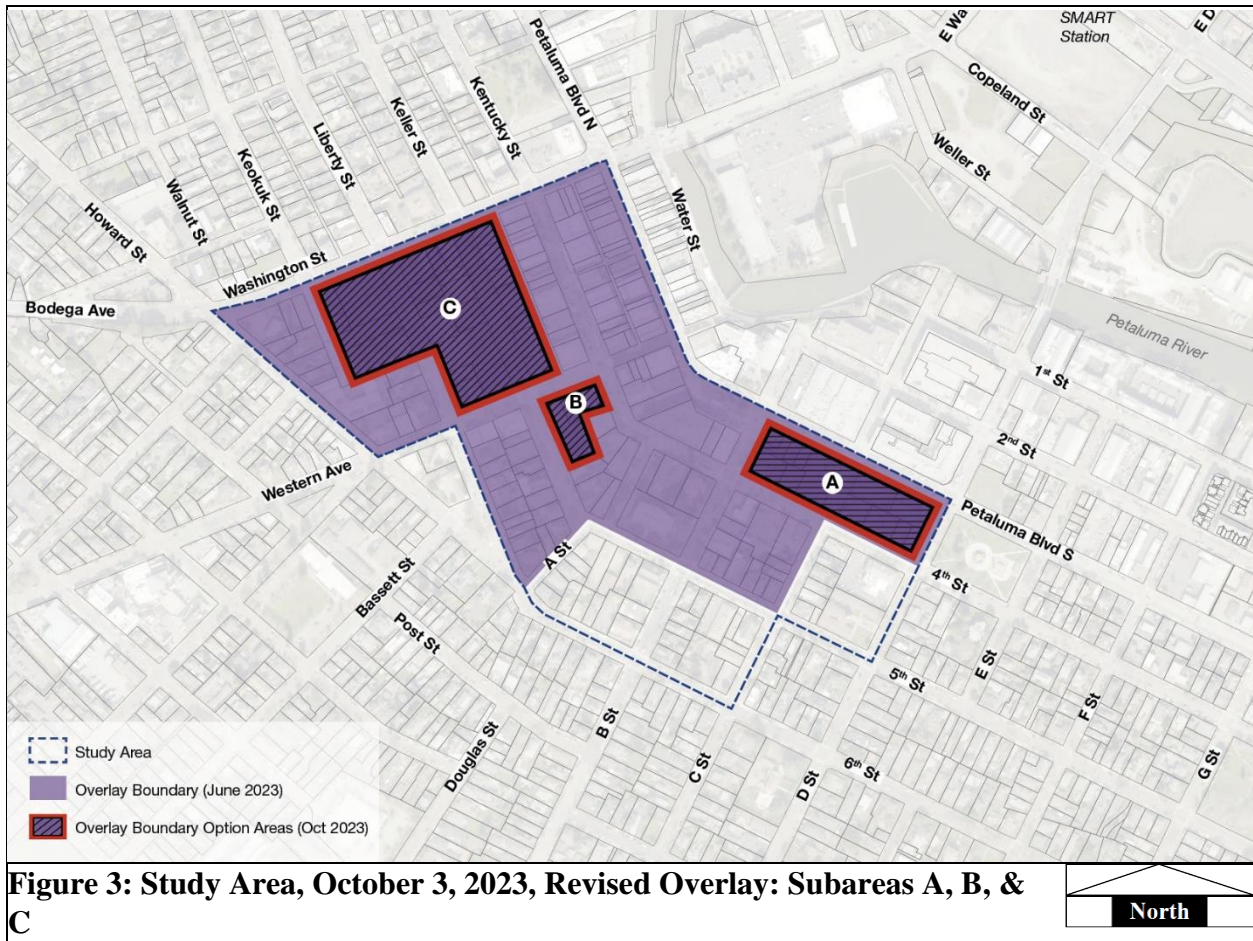 SMART
Station
E Wa
E D
Petaluma Blvd N
Copeland St
Kentucky St
Keller St
Weller St
Liberty St
Keokuk St
Walnut St
Water St
Howard St
Washington St
Bodega Ave
C
Petaluma River
1st St
B
2nd St
Western Ave
A
Petaluma Blvd S
A St
4th St
Bassett St
Post St
E St
5th St
F St
B St
Douglas St
C St
G St
6th St
D St
Study Area
Overlay Boundary (June 2023)
Overlay Boundary Option Areas (Oct 2023)
Figure 3: Study Area, October 3, 2023, Revised Overlay: Subareas A, B, &
C
North